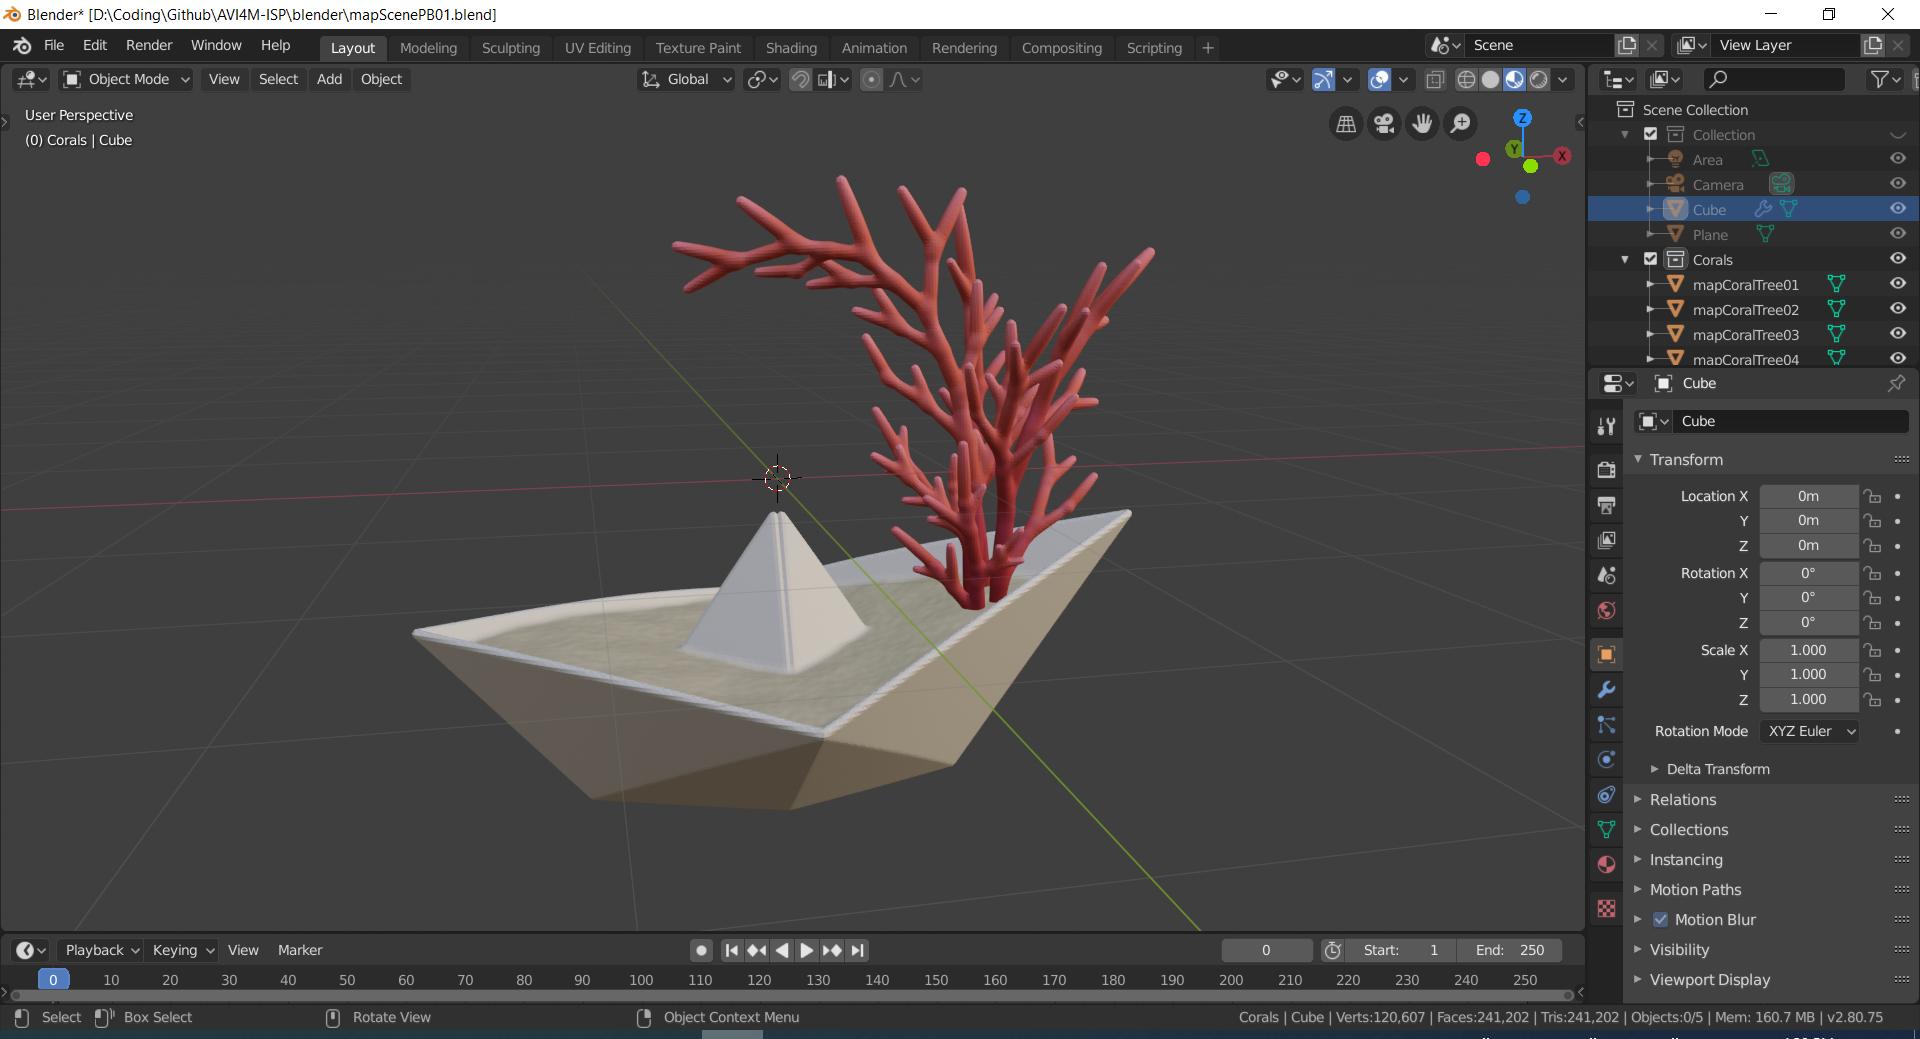 Blender* [D:\Coding\Github\AVI4M-ISP\blender\mapScenePB01.blend]
File Edit Render Window Help Layout Modeling Sculpting UV Editing Texture Paint Shading Animation Rendering Compositing Scripting + Scene View Layer
Object Mode View Select Add Object Global
User Perspective
(0) Corals | Cube
Z
Y
X
Scene Collection
Collection
Area
Camera
Cube
Plane
Corals
mapCoralTree01
mapCoralTree02
mapCoralTree03
mapCoralTree04
Cube
Cube
Transform
Location X 0m
Y 0m
Z 0m
Rotation X 0°
Y 0°
Z 0°
Scale X 1.000
Y 1.000
Z 1.000
Rotation Mode XYZ Euler
Delta Transform
Relations
Collections
Instancing
Motion Paths
Motion Blur
Visibility
Viewport Display
Playback Keying View Marker 0 Start: 1 End: 250
0 10 20 30 40 50 60 70 80 90 100 110 120 130 140 150 160 170 180 190 200 210 220 230 240 250
Select Box Select Rotate View Object Context Menu Corals | Cube | Verts:120,607 | Faces:241,202 | Tris:241,202 | Objects:0/5 | Mem: 160.7 MB | v2.80.75